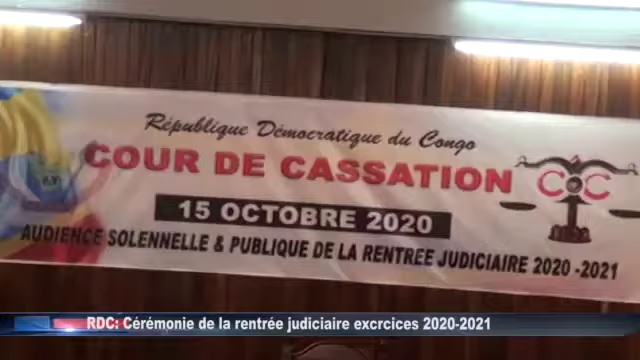 République Démocratique du Congo
COUR DE CASSATION
COC
15 OCTOBRE 2020
AUDIENCE SOLENNELLE & PUBLIQUE DE LA RENTREE JUDICIAIRE 2020 -2021
RDC: Cérémonie de la rentrée judiciaire excrcices 2020-2021